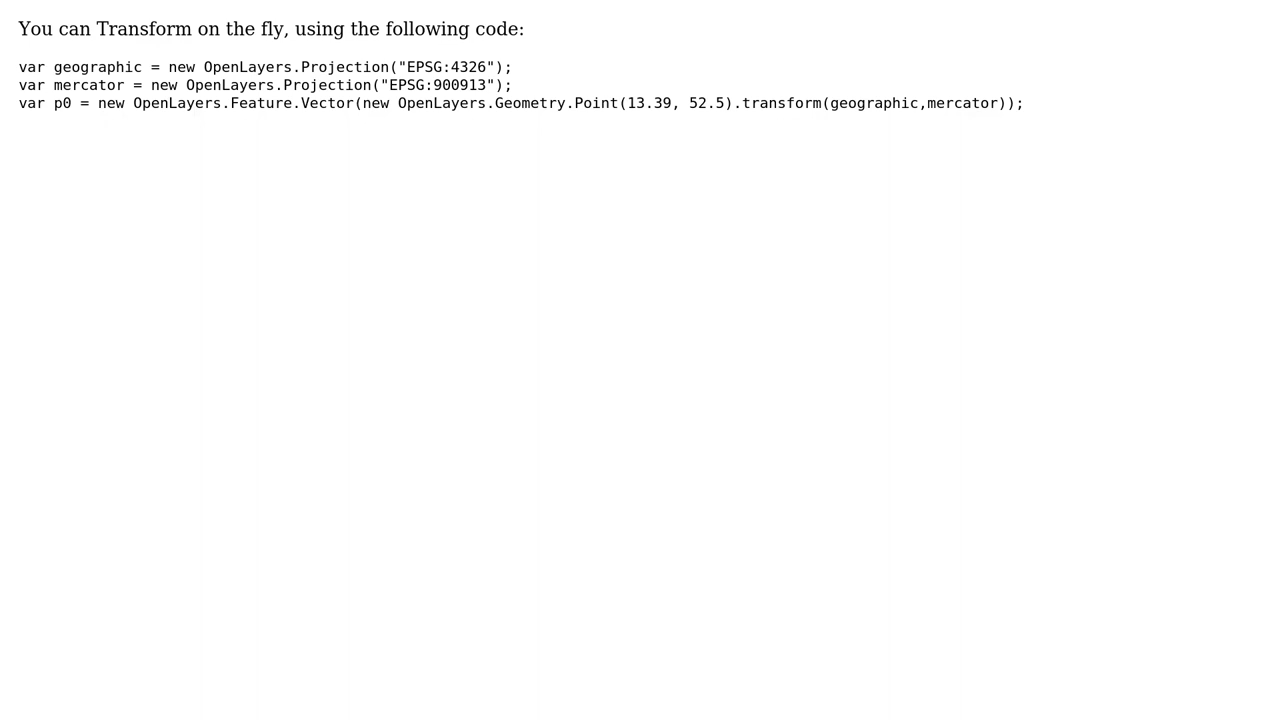 You can Transform on the fly, using the following code:
var geographic = new OpenLayers.Projection("EPSG:4326");
var mercator = new OpenLayers.Projection("EPSG:900913");
var p0 = new OpenLayers.Feature.Vector(new OpenLayers.Geometry.Point(13.39, 52.5).transform(geographic,mercator));